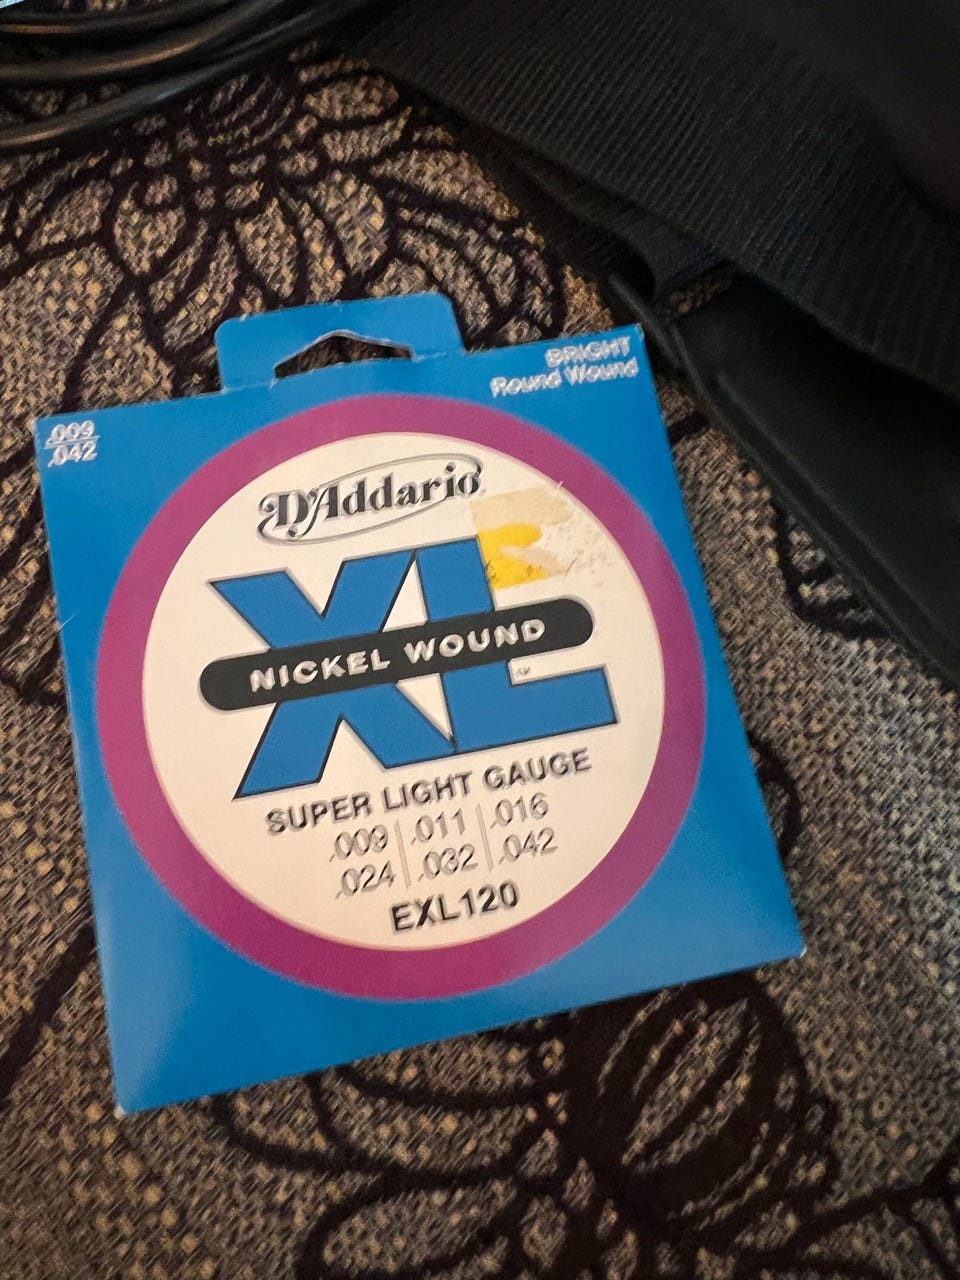 .009
.042
BRIGHT
Round Wound
D'Addario
XL
NICKEL WOUND
SUPER LIGHT GAUGE
.009 | .011 | .016
.024 | .032 | .042
EXL120